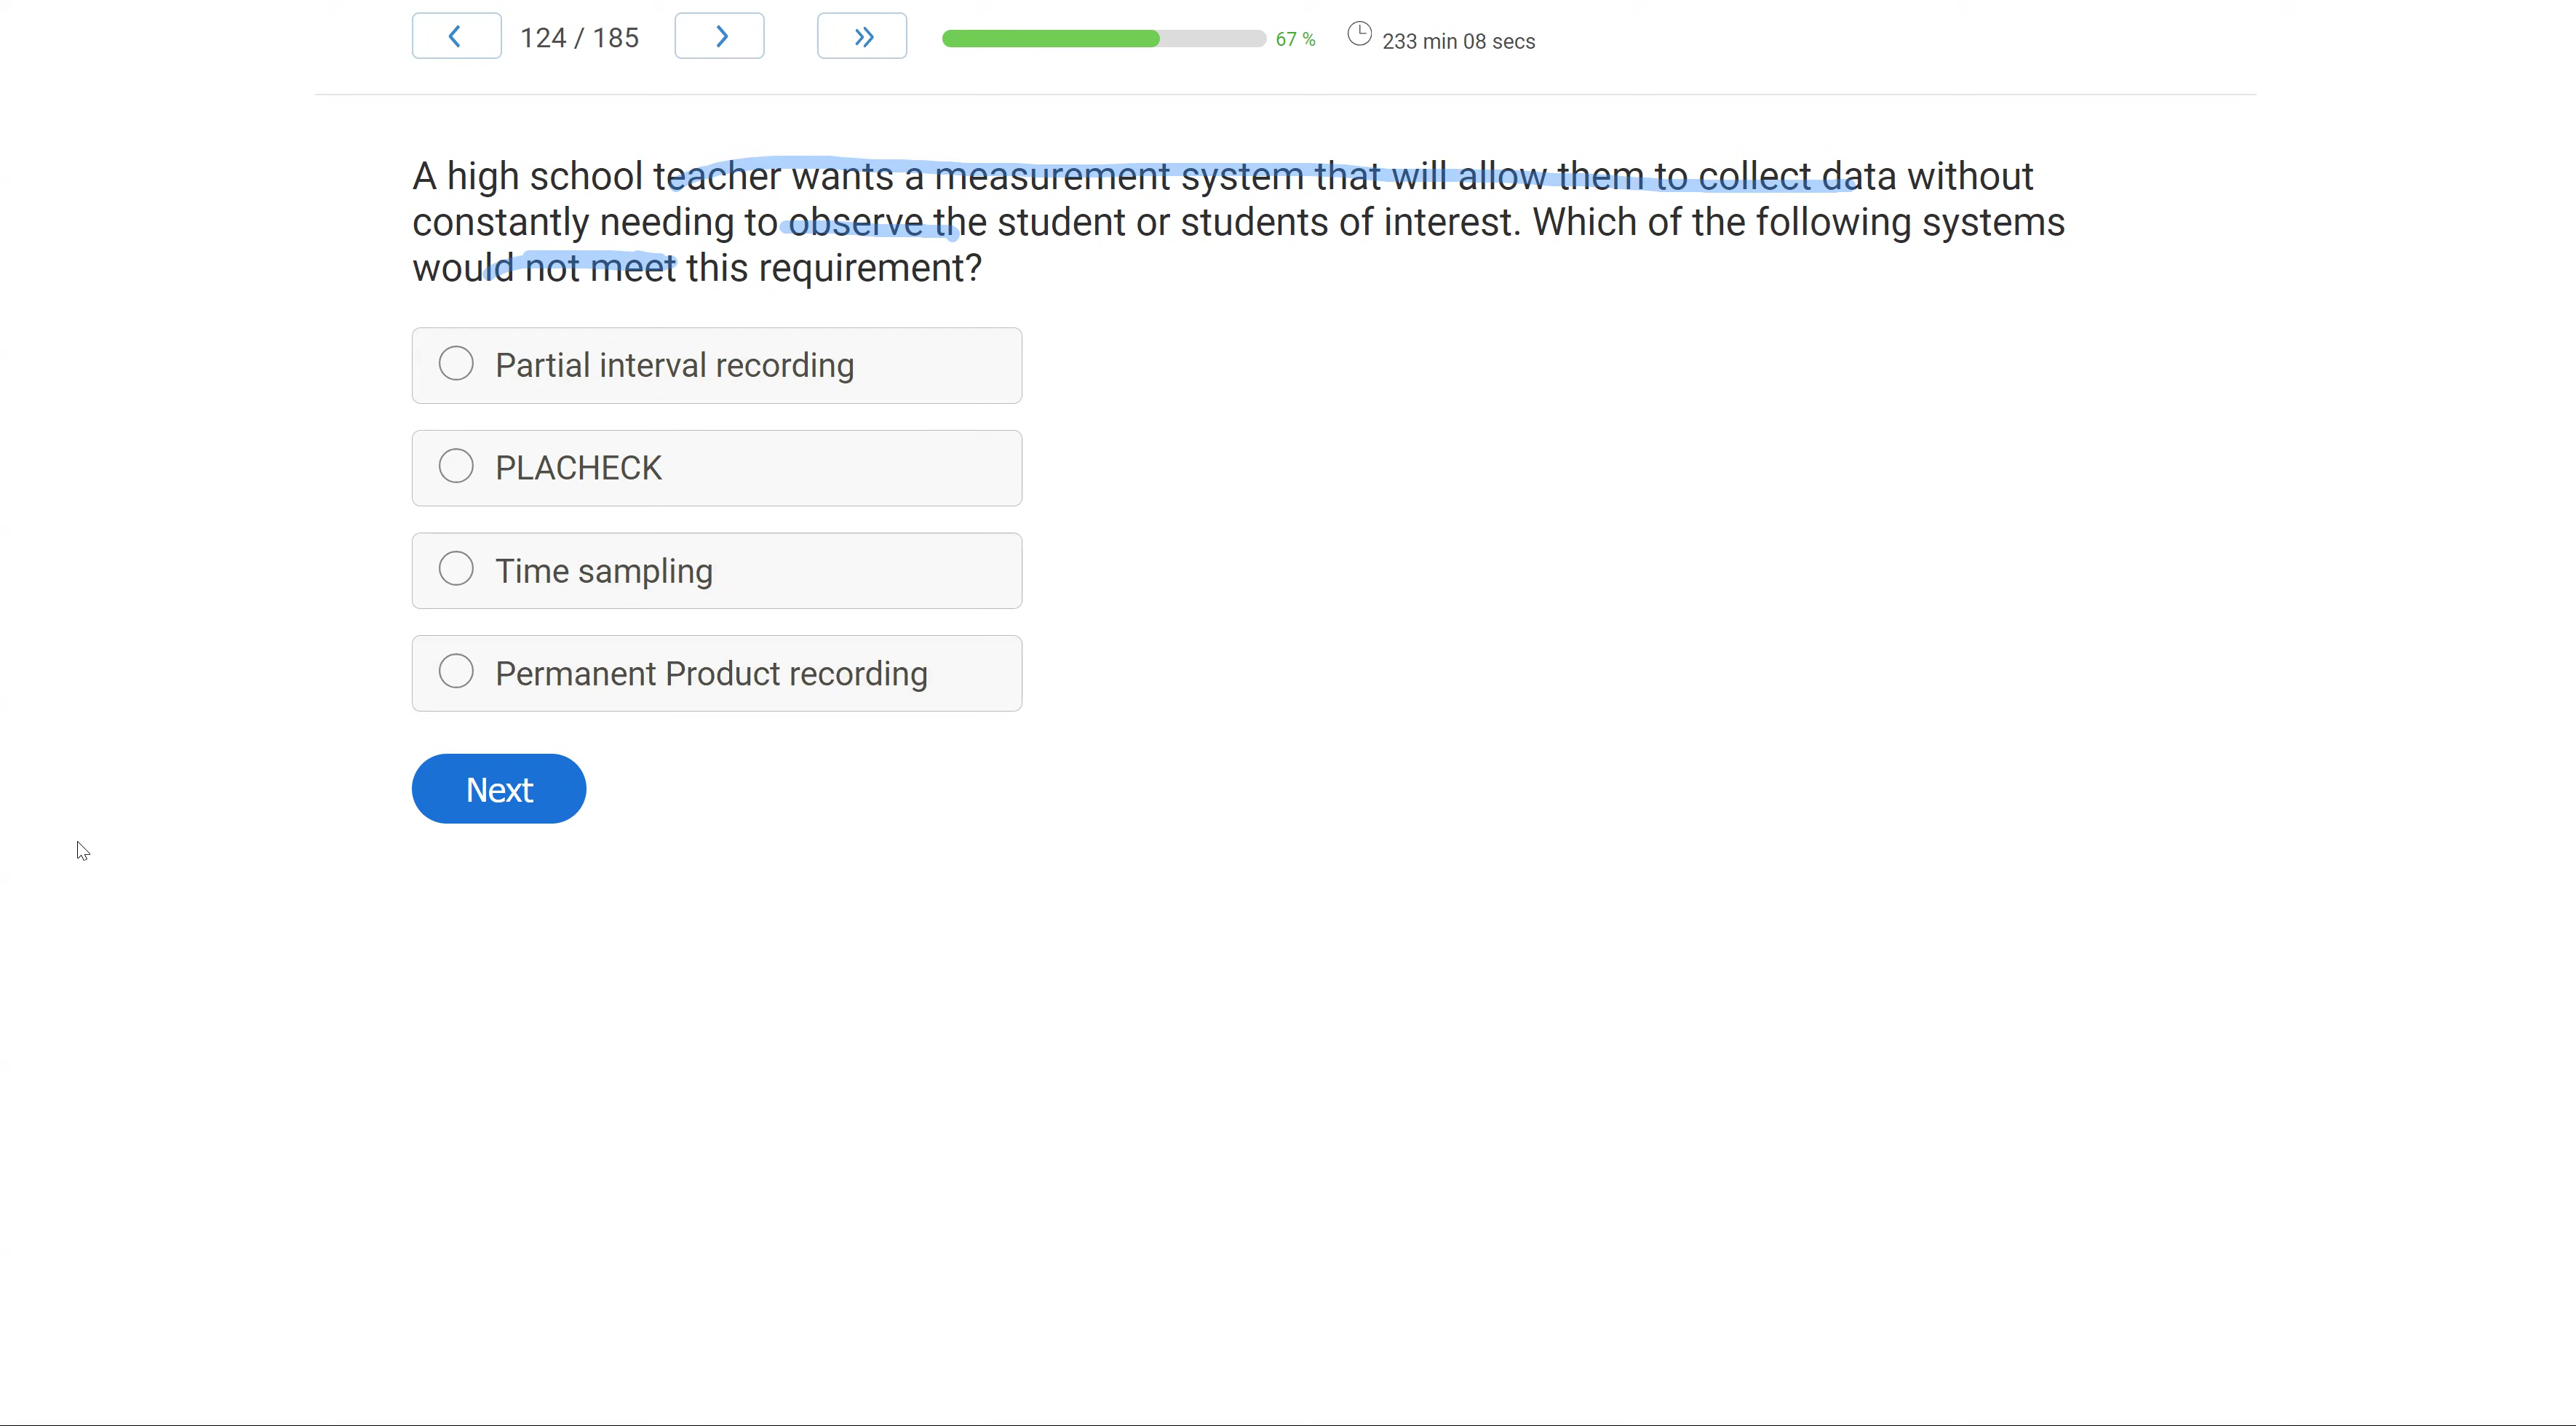 124 / 185
67 %
233 min 08 secs
A high school teacher wants a measurement system that will allow them to collect data without
constantly needing to observe the student or students of interest. Which of the following systems
would not meet this requirement?
Partial interval recording
PLACHECK
Time sampling
Permanent Product recording
Next